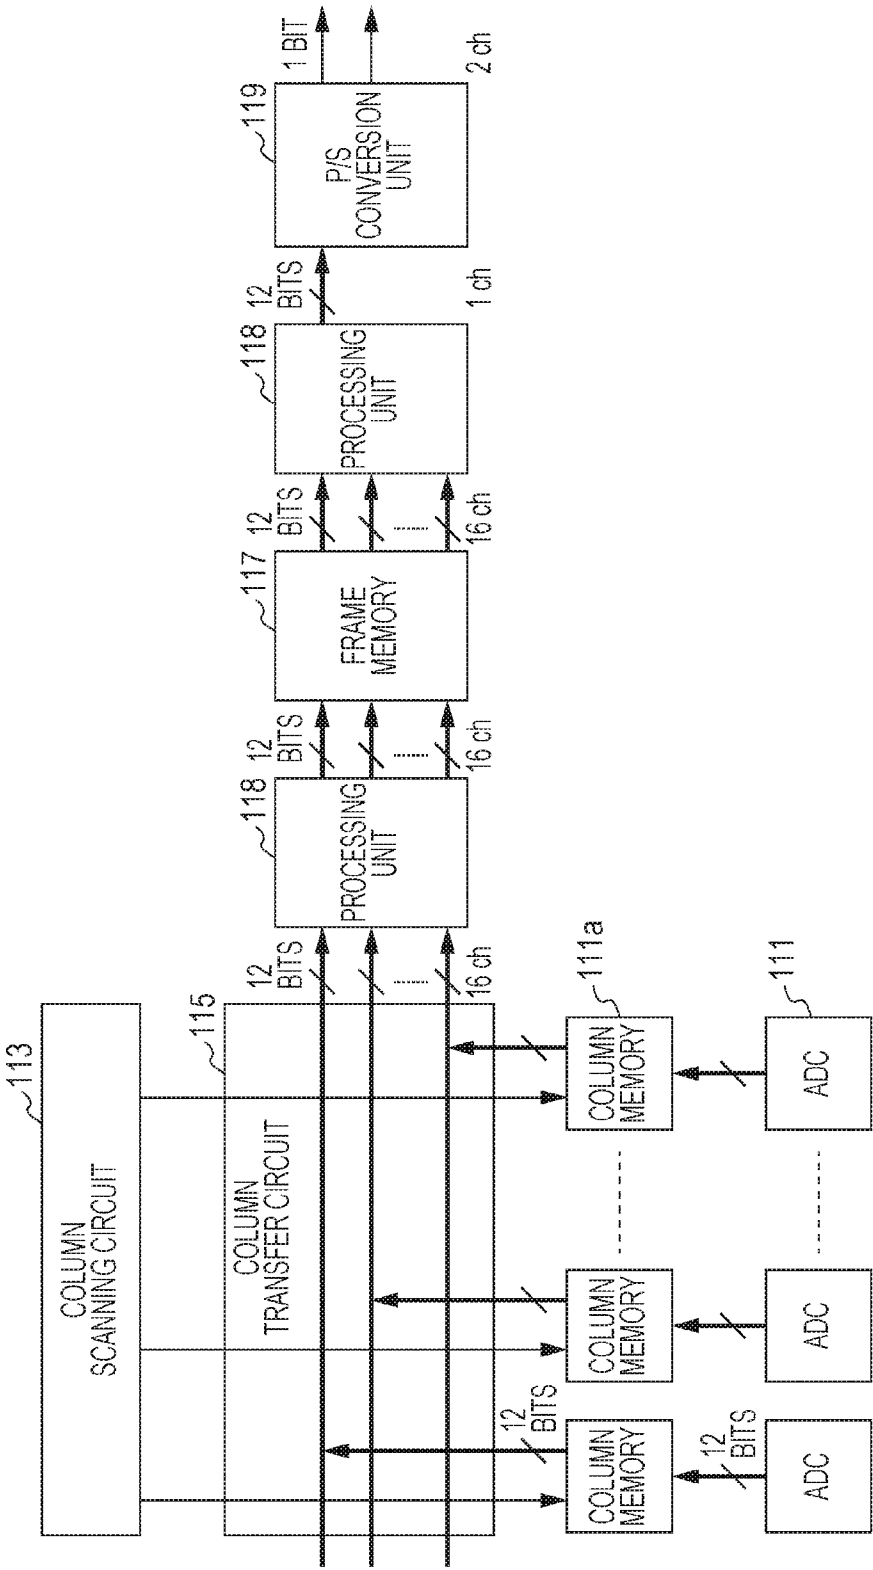 113
COLUMN
SCANNING CIRCUIT
115
COLUMN
TRANSFER CIRCUIT
12
BITS
16 ch
118
PROCESSING
UNIT
12
BITS
16 ch
117
FRAME
MEMORY
12
BITS
16 ch
118
PROCESSING
UNIT
12
BITS
1 ch
119
P/S
CONVERSION
UNIT
1 BIT
2 ch
12
BITS
COLUMN
MEMORY
COLUMN
MEMORY
COLUMN
MEMORY
111a
12
BITS
ADC
ADC
ADC
111